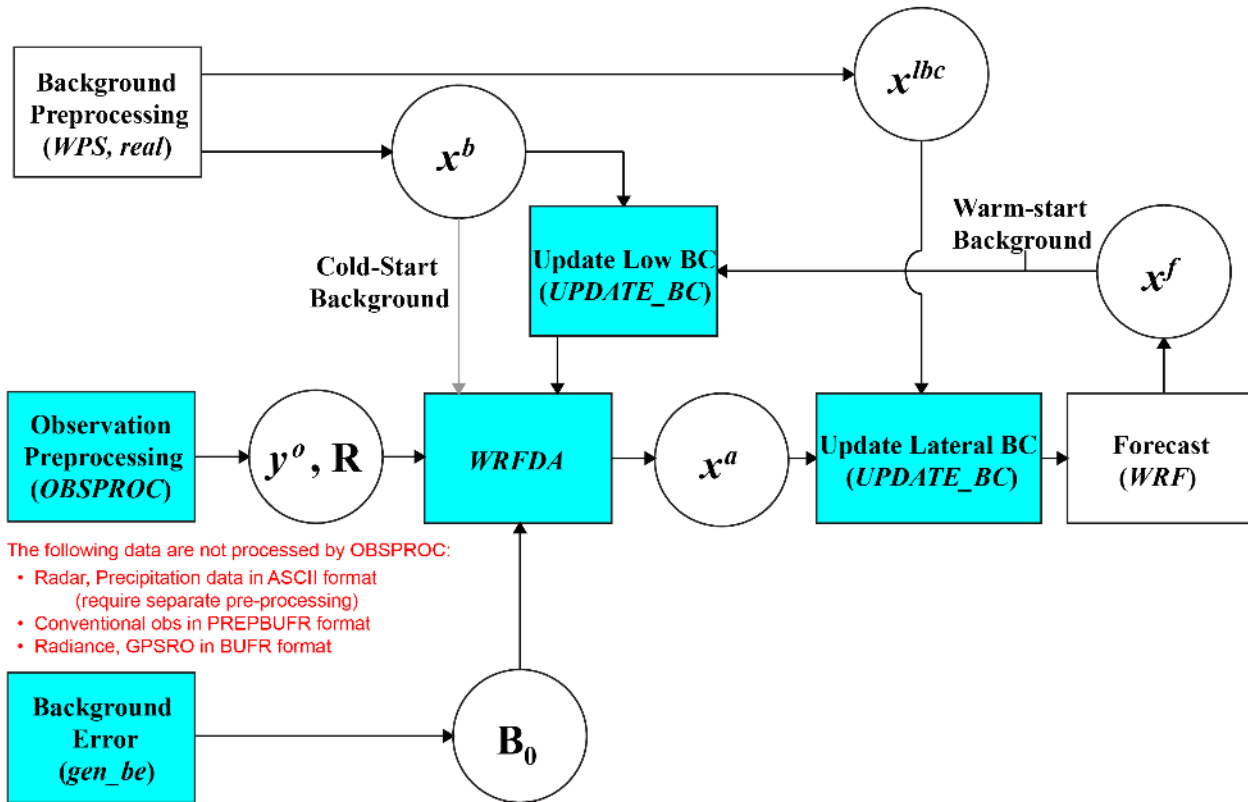 Background
Preprocessing
(WPS, real)
x^b
x^lbc
Cold-Start
Background
Update Low BC
(UPDATE_BC)
Warm-start
Background
x^f
Observation
Preprocessing
(OBSPROC)
y^o, R
WRFDA
x^a
Update Lateral BC
(UPDATE_BC)
Forecast
(WRF)
The following data are not processed by OBSPROC:
• Radar, Precipitation data in ASCII format
(require separate pre-processing)
• Conventional obs in PREPBUFR format
• Radiance, GPSRO in BUFR format
Background
Error
(gen_be)
B₀